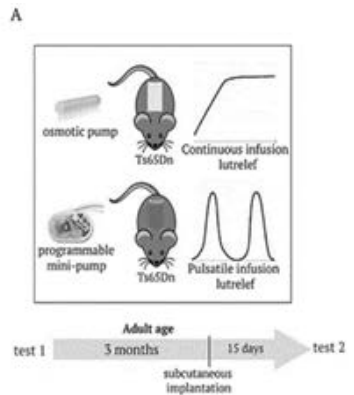 A
osmotic pump
Ts65Dn
Continuous infusion
lutrelef
programmable
mini-pump
Ts65Dn
Pulsatile infusion
lutrelef
Adult age
test 1
3 months
15 days
test 2
subcutaneous
implantation